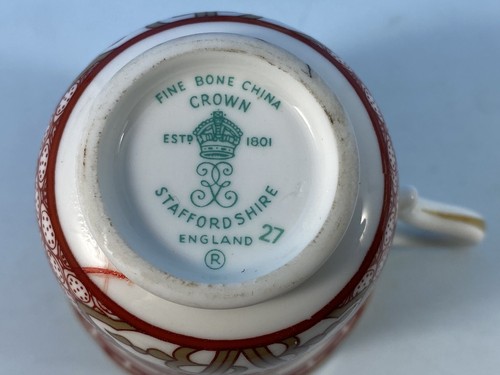 FINE BONE CHINA
CROWN
ESTD 1801
STAFFORDSHIRE
ENGLAND 27
®